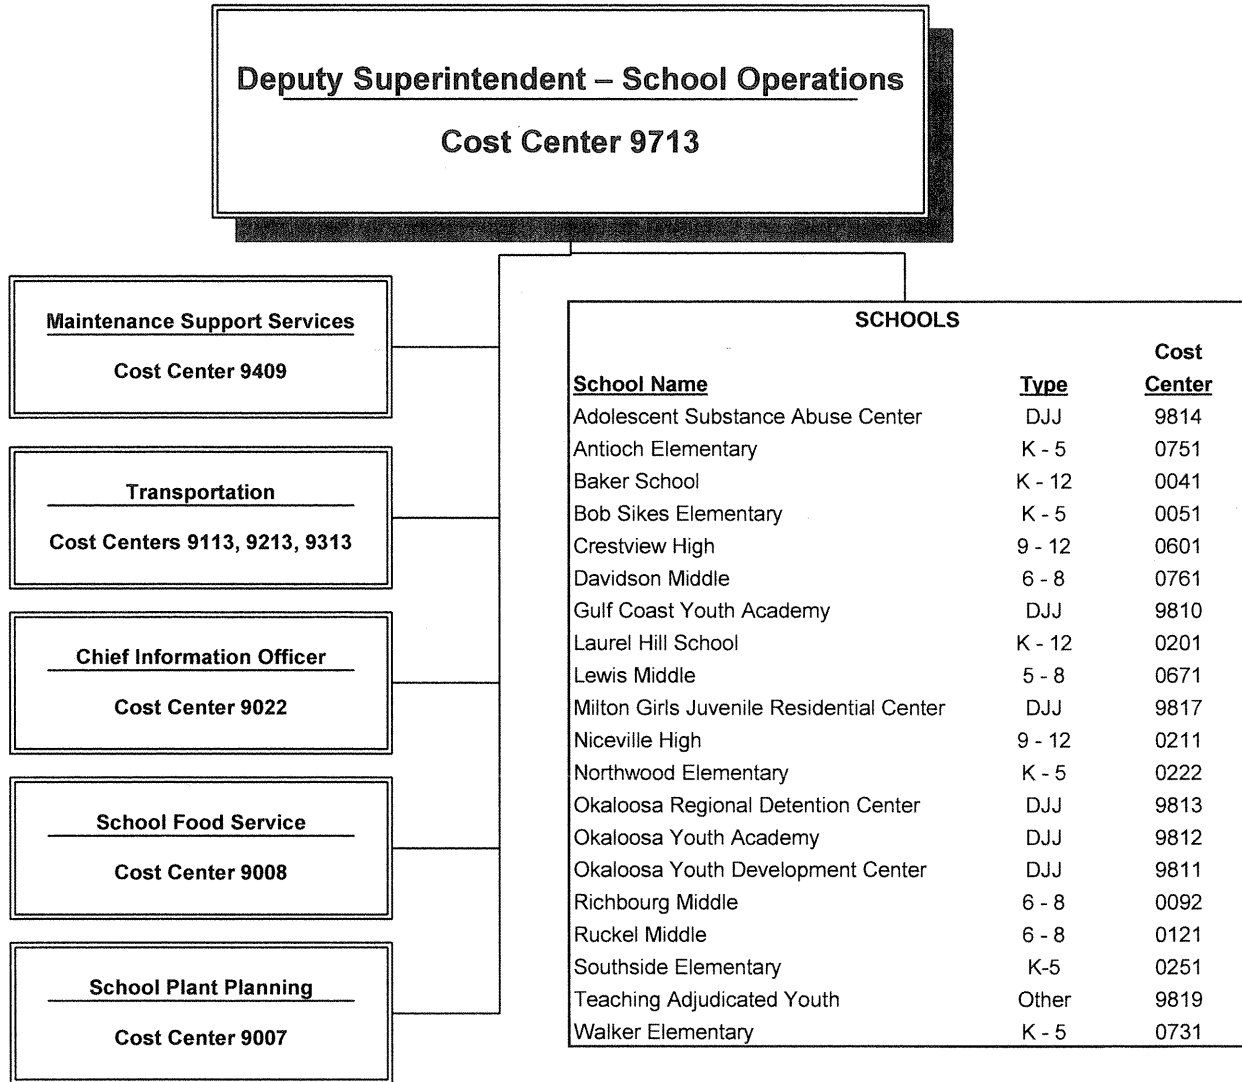 Deputy Superintendent – School Operations
Cost Center 9713
Maintenance Support Services
Cost Center 9409
Transportation
Cost Centers 9113, 9213, 9313
Chief Information Officer
Cost Center 9022
School Food Service
Cost Center 9008
School Plant Planning
Cost Center 9007
SCHOOLS
Cost
School Name Type Center
Adolescent Substance Abuse Center DJJ 9814
Antioch Elementary K - 5 0751
Baker School K - 12 0041
Bob Sikes Elementary K - 5 0051
Crestview High 9 - 12 0601
Davidson Middle 6 - 8 0761
Gulf Coast Youth Academy DJJ 9810
Laurel Hill School K - 12 0201
Lewis Middle 5 - 8 0671
Milton Girls Juvenile Residential Center DJJ 9817
Niceville High 9 - 12 0211
Northwood Elementary K - 5 0222
Okaloosa Regional Detention Center DJJ 9813
Okaloosa Youth Academy DJJ 9812
Okaloosa Youth Development Center DJJ 9811
Richbourg Middle 6 - 8 0092
Ruckel Middle 6 - 8 0121
Southside Elementary K-5 0251
Teaching Adjudicated Youth Other 9819
Walker Elementary K - 5 0731